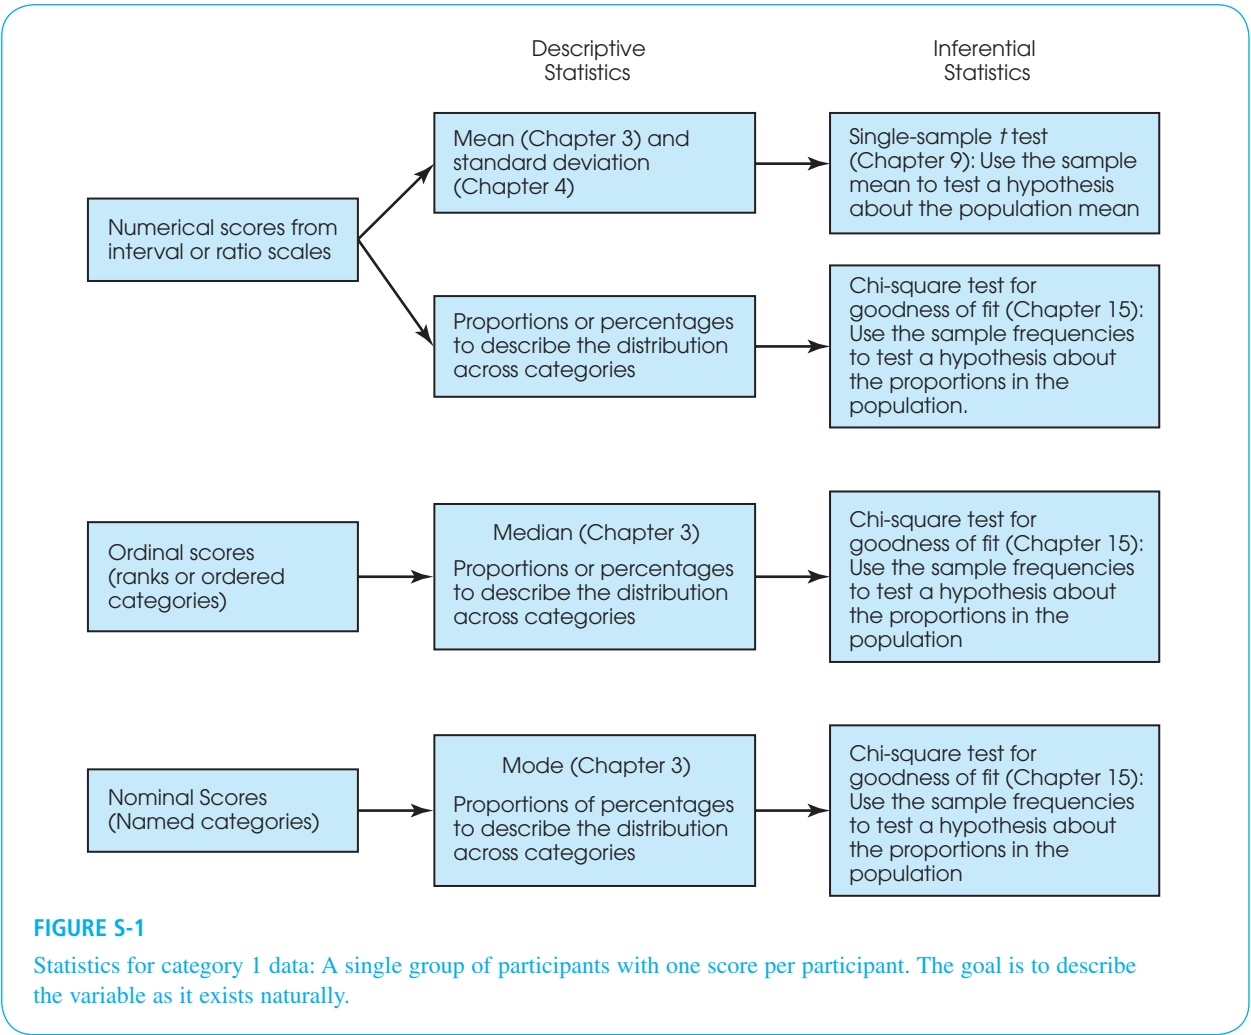 Descriptive
Statistics
Inferential
Statistics
Numerical scores from
interval or ratio scales
Mean (Chapter 3) and
standard deviation
(Chapter 4)
Single-sample t test
(Chapter 9): Use the sample
mean to test a hypothesis
about the population mean
Proportions or percentages
to describe the distribution
across categories
Chi-square test for
goodness of fit (Chapter 15):
Use the sample frequencies
to test a hypothesis about
the proportions in the
population.
Ordinal scores
(ranks or ordered
categories)
Median (Chapter 3)
Proportions or percentages
to describe the distribution
across categories
Chi-square test for
goodness of fit (Chapter 15):
Use the sample frequencies
to test a hypothesis about
the proportions in the
population
Nominal Scores
(Named categories)
Mode (Chapter 3)
Proportions of percentages
to describe the distribution
across categories
Chi-square test for
goodness of fit (Chapter 15):
Use the sample frequencies
to test a hypothesis about
the proportions in the
population
FIGURE S-1
Statistics for category 1 data: A single group of participants with one score per participant. The goal is to describe
the variable as it exists naturally.